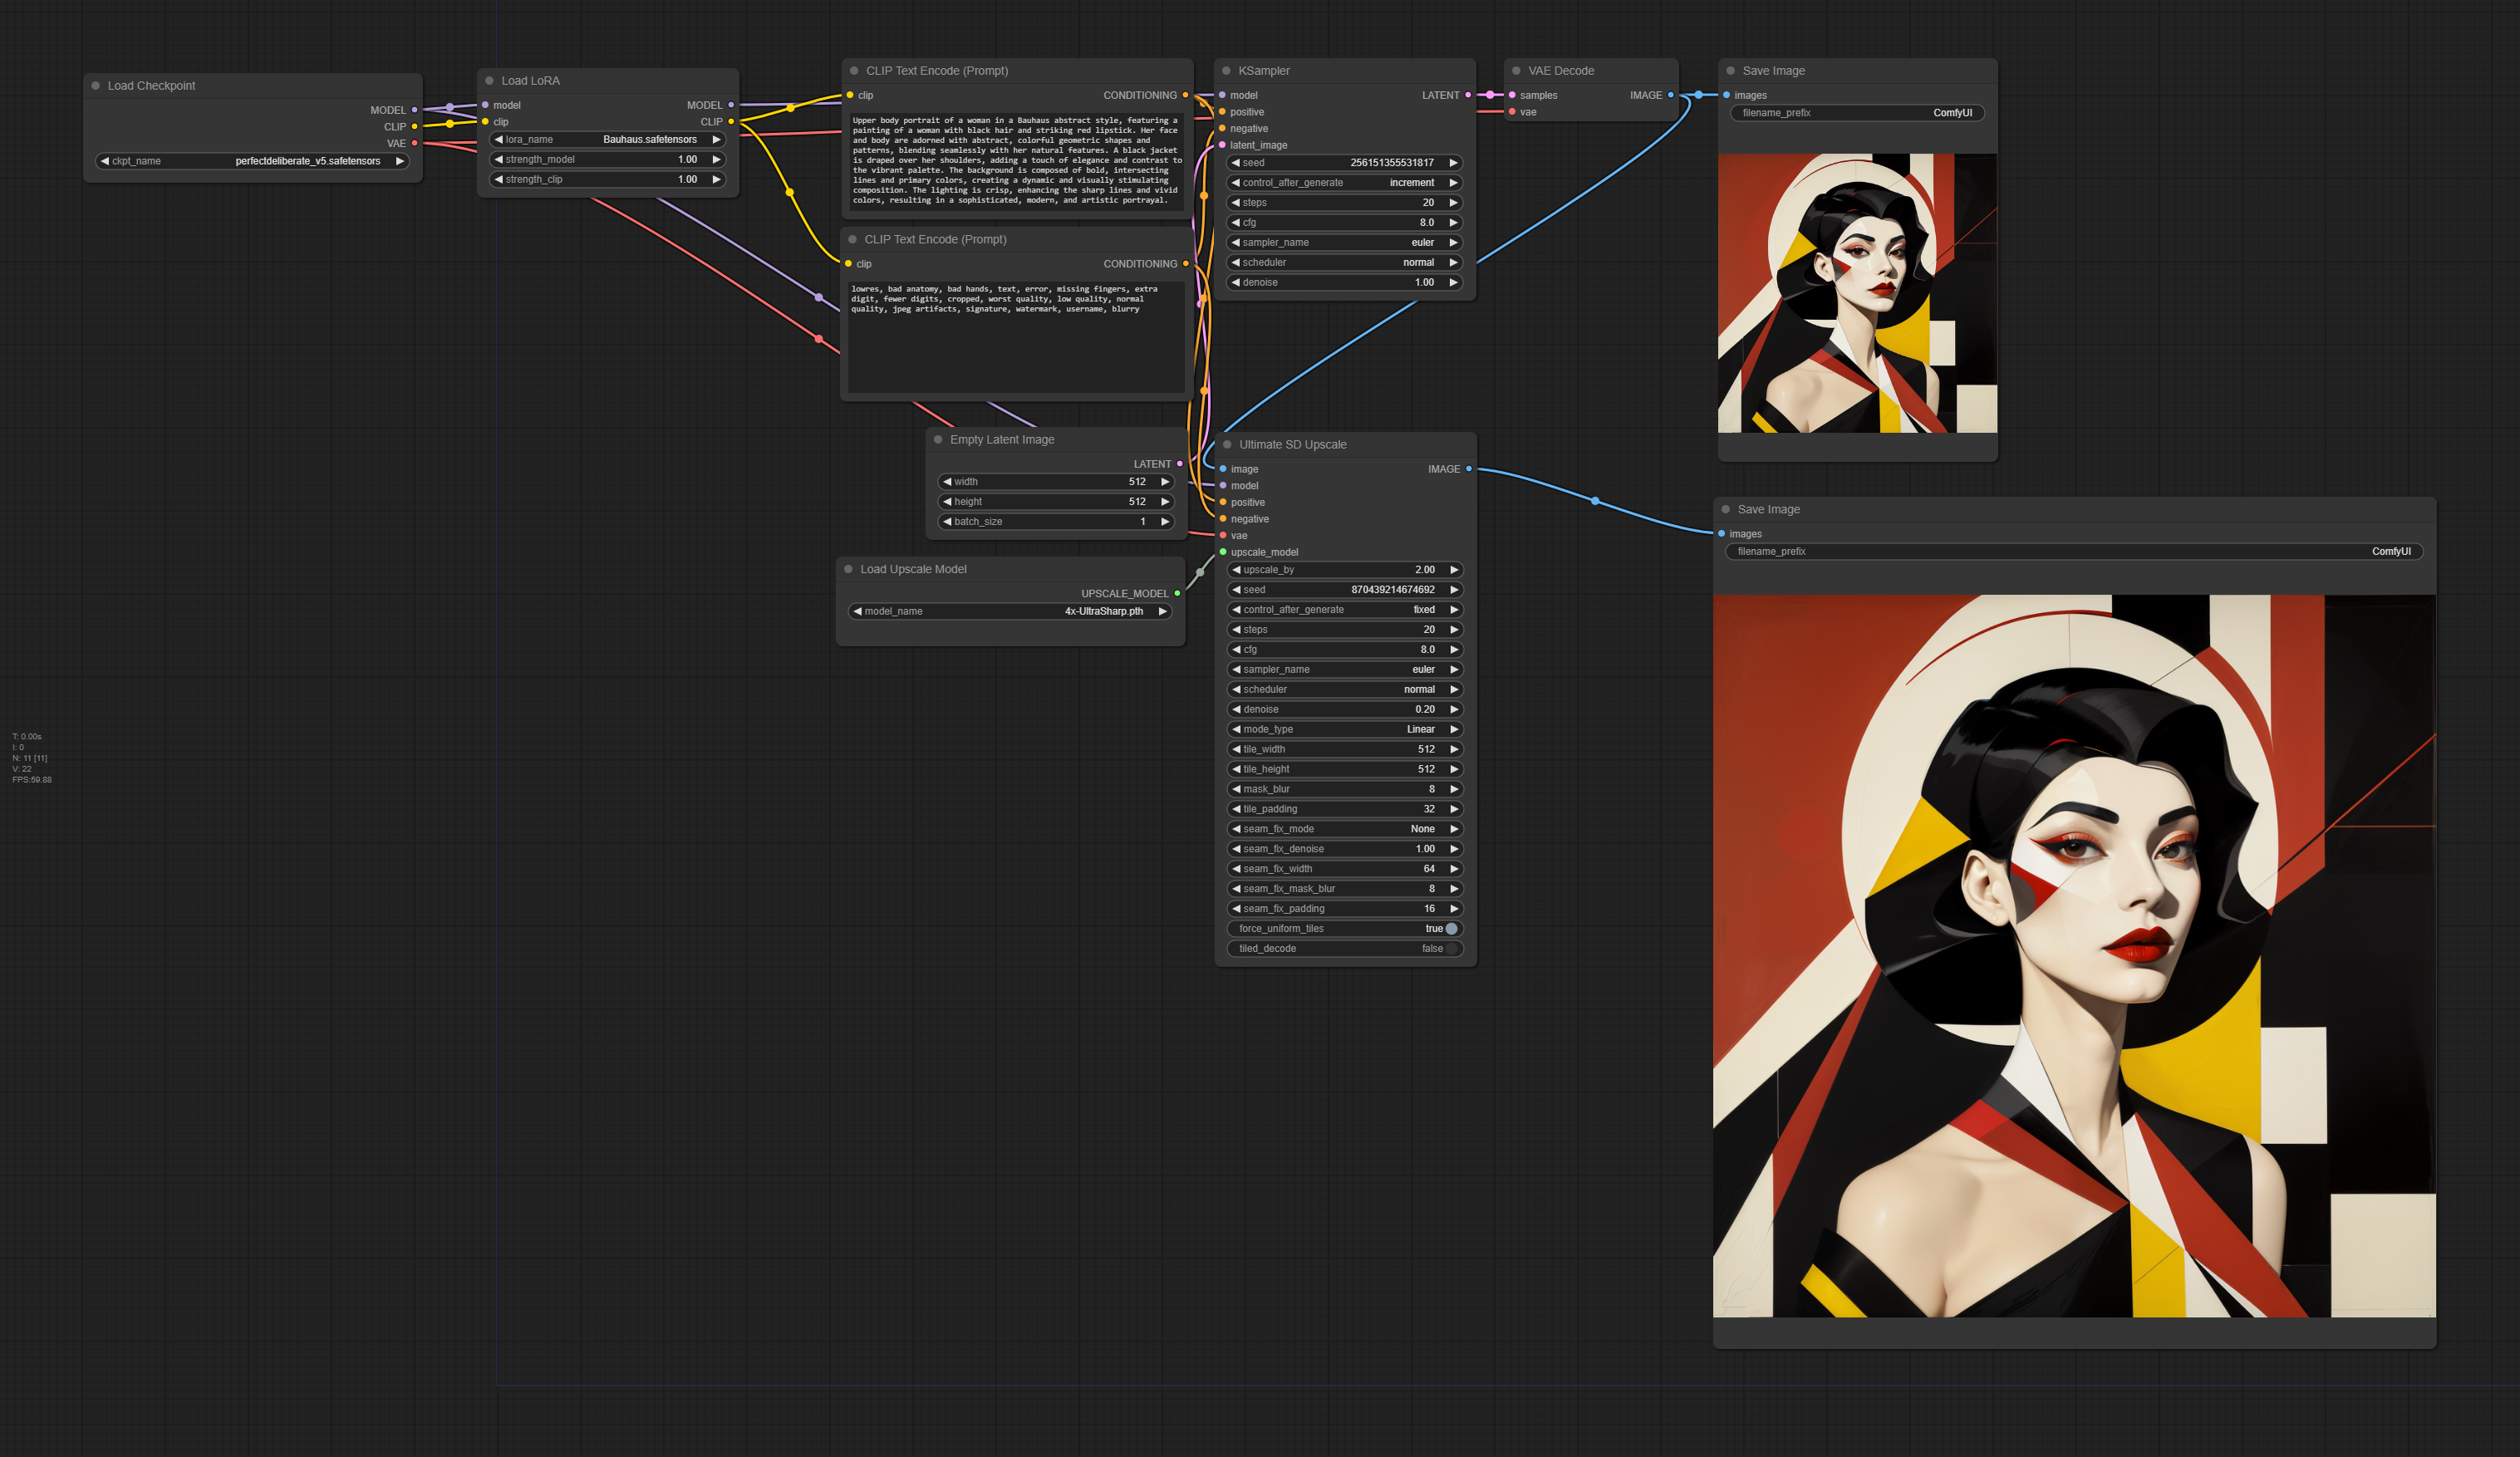 Load Checkpoint
MODEL
CLIP
VAE
ckpt_name perfectdeliberate_v5.safetensors
Load LoRA
model MODEL
clip CLIP
lora_name Bauhaus.safetensors
strength_model 1.00
strength_clip 1.00
CLIP Text Encode (Prompt)
clip CONDITIONING
Upper body portrait of a woman in a Bauhaus abstract style, featuring a
painting of a woman with black hair and striking red lipstick. Her face
and body are adorned with abstract, colorful geometric shapes and
patterns, blending seamlessly with her natural features. A black jacket
is draped over her shoulders, adding a touch of elegance and contrast to
the vibrant palette. The background is composed of bold, intersecting
lines and primary colors, creating a dynamic and visually stimulating
composition. The lighting is crisp, enhancing the sharp lines and vivid
colors, resulting in a sophisticated, modern, and artistic portrayal.
CLIP Text Encode (Prompt)
clip CONDITIONING
lowres, bad anatomy, bad hands, text, error, missing fingers, extra
digit, fewer digits, cropped, worst quality, low quality, normal
quality, jpeg artifacts, signature, watermark, username, blurry
Empty Latent Image
LATENT
width 512
height 512
batch_size 1
Load Upscale Model
UPSCALE_MODEL
model_name 4x-UltraSharp.pth
KSampler
model LATENT
positive
negative
latent_image
seed 256151355531817
control_after_generate increment
steps 20
cfg 8.0
sampler_name euler
scheduler normal
denoise 1.00
VAE Decode
samples IMAGE
vae
Ultimate SD Upscale
image IMAGE
model
positive
negative
vae
upscale_model
upscale_by 2.00
seed 870439214674692
control_after_generate fixed
steps 20
cfg 8.0
sampler_name euler
scheduler normal
denoise 0.20
mode_type Linear
tile_width 512
tile_height 512
mask_blur 8
tile_padding 32
seam_fix_mode None
seam_fix_denoise 1.00
seam_fix_width 64
seam_fix_mask_blur 8
seam_fix_padding 16
force_uniform_tiles true
tiled_decode false
Save Image
images
filename_prefix ComfyUI
Save Image
images
filename_prefix ComfyUI
T: 0.00s
I: 0
N: 11 [11]
V: 22
FPS:59.88